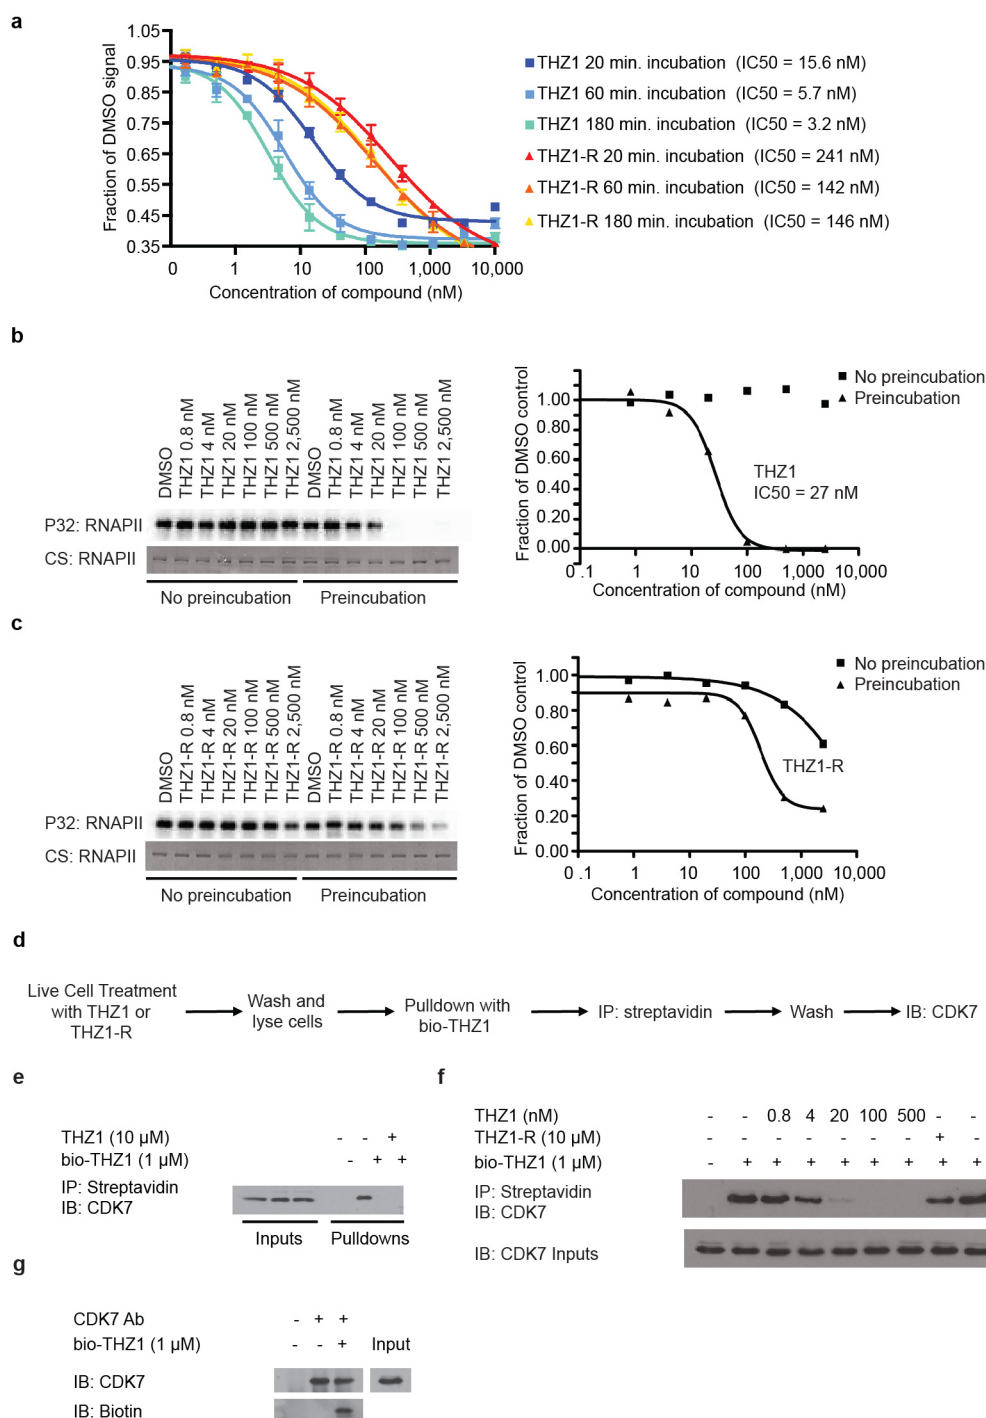 a
1.05
0.95
0.85
0.75
0.65
0.55
0.45
0.35
Fraction of DMSO signal
0 1 10 100 1,000 10,000
Concentration of compound (nM)
THZ1 20 min. incubation (IC50 = 15.6 nM)
THZ1 60 min. incubation (IC50 = 5.7 nM)
THZ1 180 min. incubation (IC50 = 3.2 nM)
THZ1-R 20 min. incubation (IC50 = 241 nM)
THZ1-R 60 min. incubation (IC50 = 142 nM)
THZ1-R 180 min. incubation (IC50 = 146 nM)
b
DMSO
THZ1 0.8 nM
THZ1 4 nM
THZ1 20 nM
THZ1 100 nM
THZ1 500 nM
THZ1 2,500 nM
DMSO
THZ1 0.8 nM
THZ1 4 nM
THZ1 20 nM
THZ1 100 nM
THZ1 500 nM
THZ1 2,500 nM
P32: RNAPII
CS: RNAPII
No preincubation Preincubation
Fraction of DMSO control
1.00
0.80
0.60
0.40
0.20
0.00
0.1 1 10 100 1,000 10,000
Concentration of compound (nM)
No preincubation
Preincubation
THZ1
IC50 = 27 nM
c
DMSO
THZ1-R 0.8 nM
THZ1-R 4 nM
THZ1-R 20 nM
THZ1-R 100 nM
THZ1-R 500 nM
THZ1-R 2,500 nM
DMSO
THZ1-R 0.8 nM
THZ1-R 4 nM
THZ1-R 20 nM
THZ1-R 100 nM
THZ1-R 500 nM
THZ1-R 2,500 nM
P32: RNAPII
CS: RNAPII
No preincubation Preincubation
Fraction of DMSO control
1.00
0.80
0.60
0.40
0.20
0.00
0.1 1 10 100 1,000 10,000
Concentration of compound (nM)
No preincubation
Preincubation
THZ1-R
d
Live Cell Treatment
with THZ1 or
THZ1-R
Wash and
lyse cells
Pulldown with
bio-THZ1
IP: streptavidin
Wash
IB: CDK7
e
THZ1 (10 µM) - - +
bio-THZ1 (1 µM) - + +
IP: Streptavidin
IB: CDK7
Inputs Pulldowns
f
THZ1 (nM) - - 0.8 4 20 100 500 - -
THZ1-R (10 µM) - - - - - - - + -
bio-THZ1 (1 µM) - + + + + + + + +
IP: Streptavidin
IB: CDK7
IB: CDK7 Inputs
g
CDK7 Ab - + +
bio-THZ1 (1 µM) - - + Input
IB: CDK7
IB: Biotin